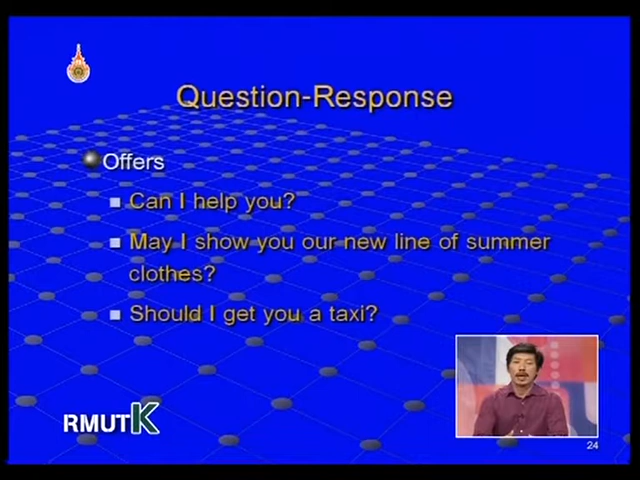 Question-Response
Offers
Can I help you?
May I show you our new line of summer
clothes?
Should I get you a taxi?
RMUTK
24